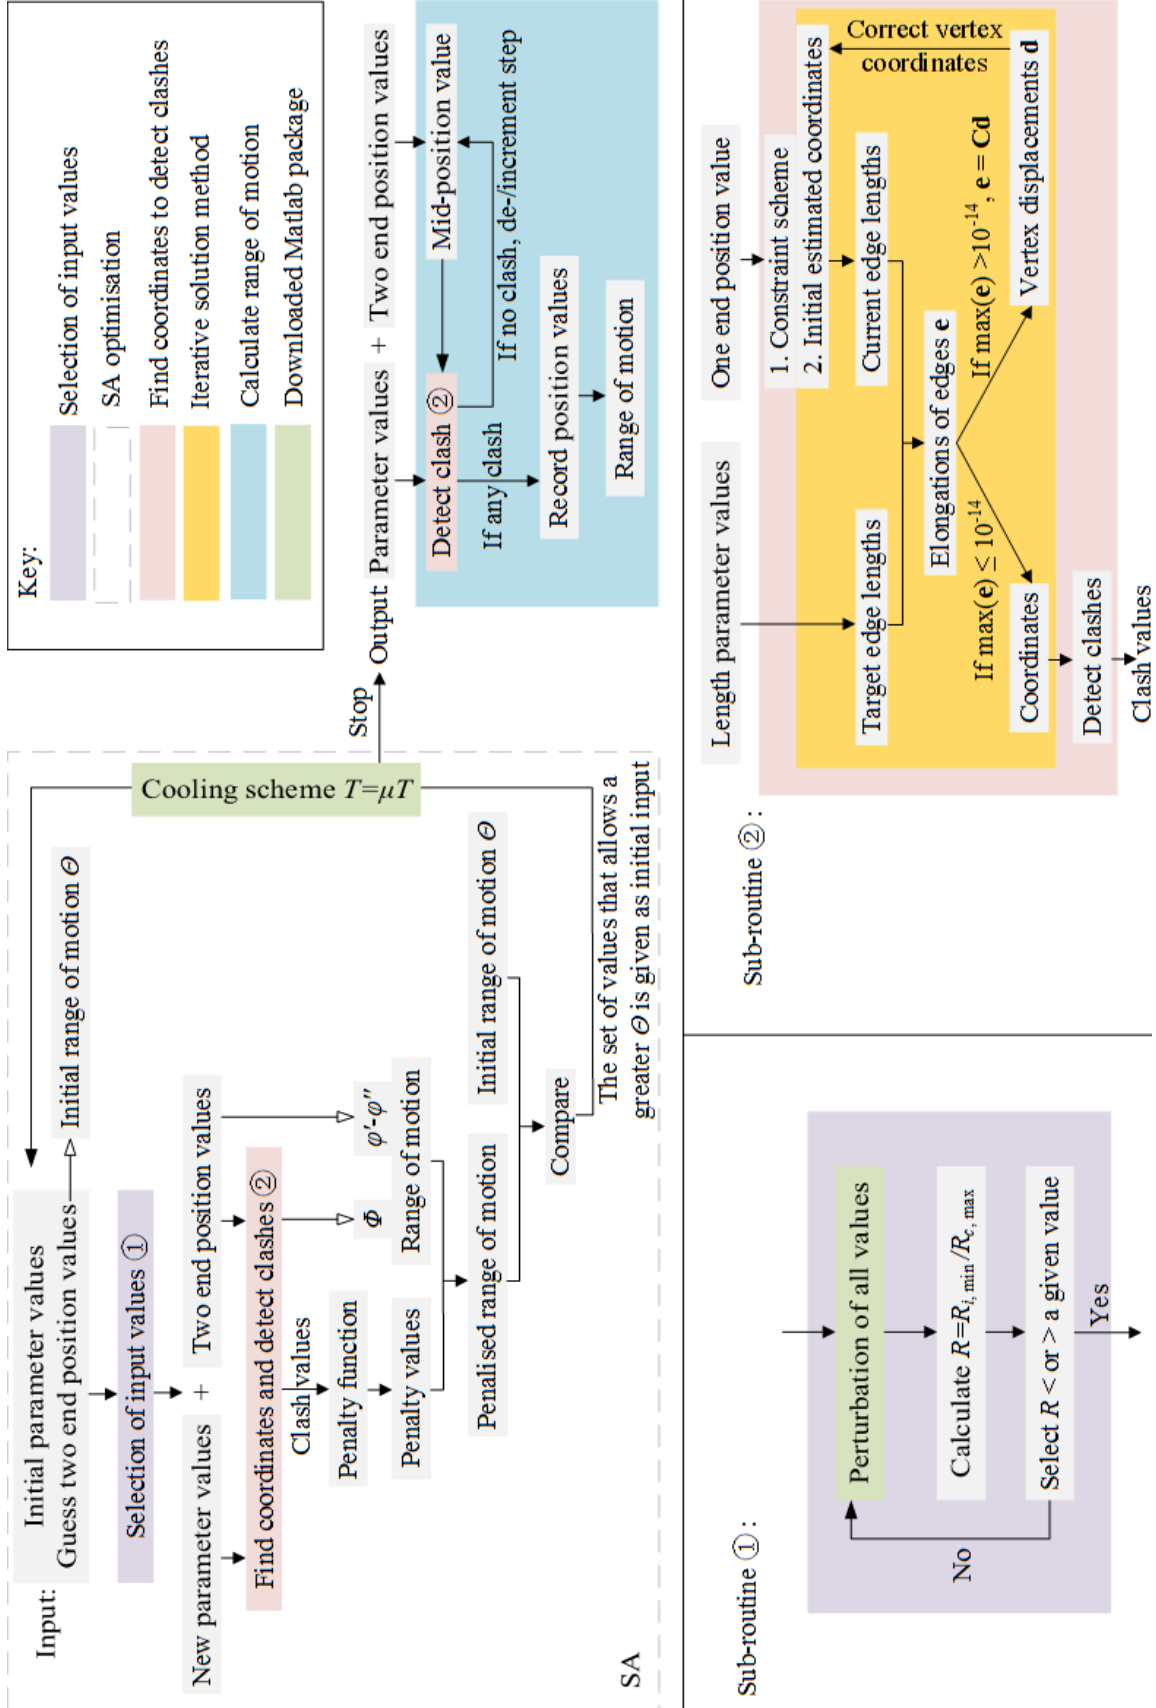 Input:
Initial parameter values
Guess two end position values
Initial range of motion Θ
Selection of input values ①
New parameter values
+
Two end position values
Find coordinates and detect clashes ②
Clash values
Penalty function
Penalty values
Φ
φ'-φ''
Range of motion
Penalised range of motion
Initial range of motion Θ
Compare
The set of values that allows a
greater Θ is given as initial input
SA
Cooling scheme T=μT
Stop
Key:
Selection of input values
SA optimisation
Find coordinates to detect clashes
Iterative solution method
Calculate range of motion
Downloaded Matlab package
Output:
Parameter values
+
Two end position values
Detect clash ②
Mid-position value
If any clash
If no clash, de-/increment step
Record position values
Range of motion
Sub-routine ①:
Perturbation of all values
Calculate R=R_{i, min}/R_{c, max}
Select R < or > a given value
No
Yes
Sub-routine ②:
Length parameter values
One end position value
1. Constraint scheme
2. Initial estimated coordinates
Target edge lengths
Current edge lengths
Correct vertex
coordinates
Elongations of edges e
If max(e) ≤ 10^{-14}
If max(e) >10^{-14}, e = Cd
Coordinates
Vertex displacements d
Detect clashes
Clash values